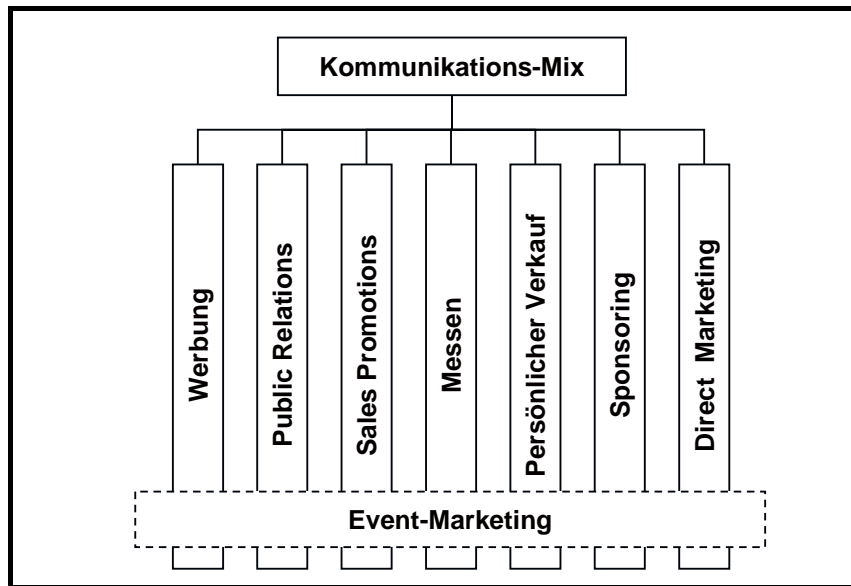 Kommunikations-Mix
Werbung
Public Relations
Sales Promotions
Messen
Persönlicher Verkauf
Sponsoring
Direct Marketing
Event-Marketing